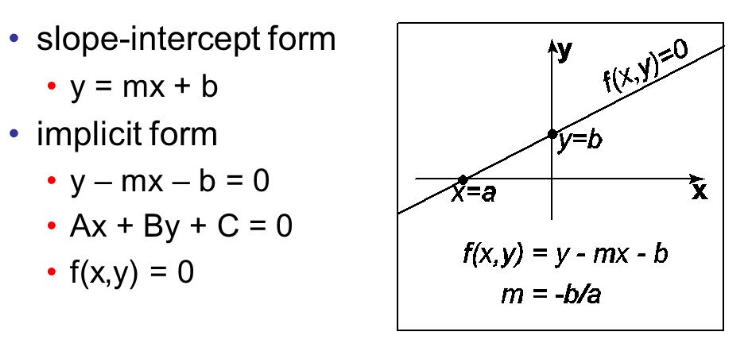 • slope-intercept form
• y = mx + b
• implicit form
• y – mx – b = 0
• Ax + By + C = 0
• f(x,y) = 0
y
f(x,y)=0
y=b
x=a
x
f(x,y) = y - mx - b
m = -b/a